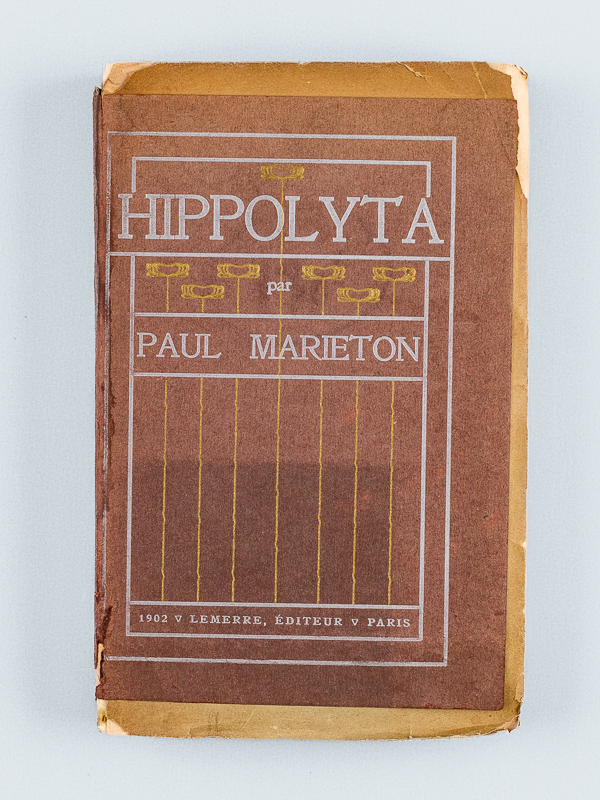 HIPPOLYTA
par
PAUL MARIETON
1902 ▽ LEMERRE, ÉDITEUR ▽ PARIS